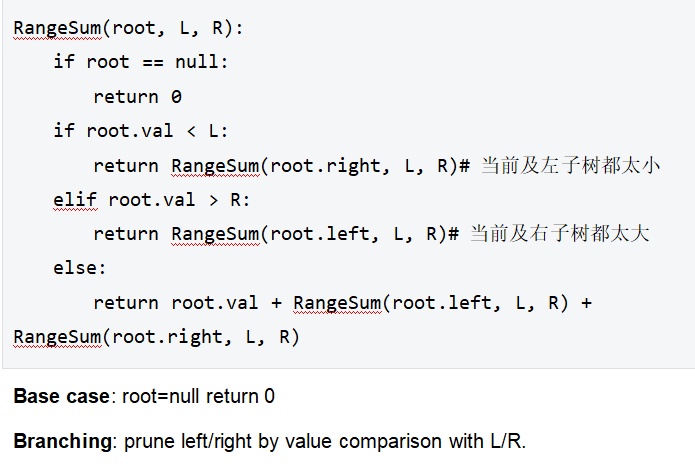 RangeSum(root, L, R):
if root == null:
return 0
if root.val < L:
return RangeSum(root.right, L, R)# 当前及左子树都太小
elif root.val > R:
return RangeSum(root.left, L, R)# 当前及右子树都太大
else:
return root.val + RangeSum(root.left, L, R) +
RangeSum(root.right, L, R)
Base case: root=null return 0
Branching: prune left/right by value comparison with L/R.